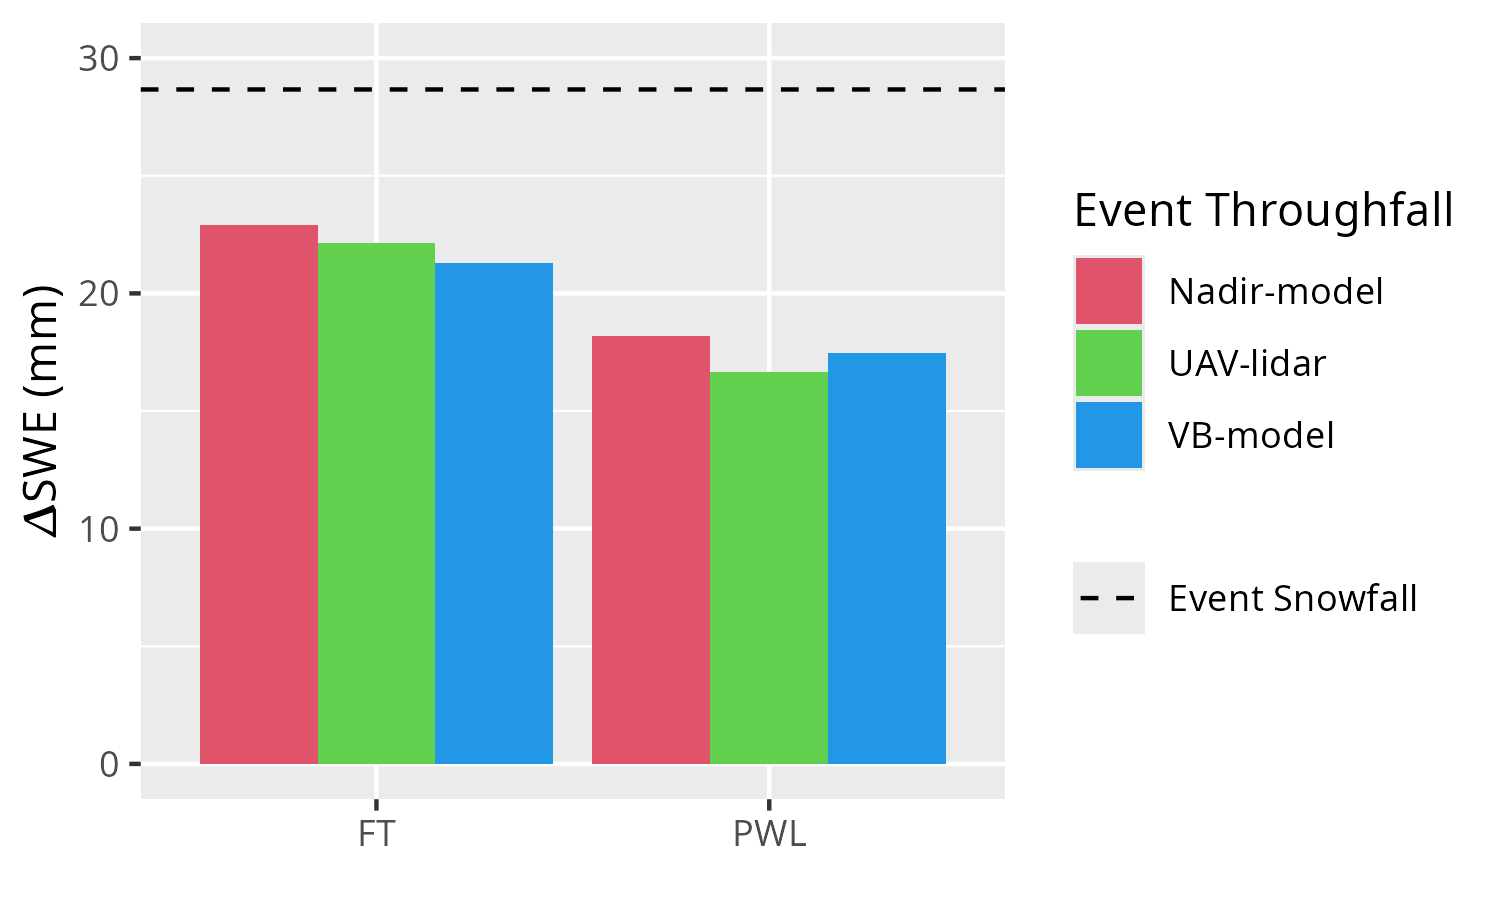 ΔSWE (mm)
30
20
10
0
FT
PWL
Event Throughfall
Nadir-model
UAV-lidar
VB-model
Event Snowfall